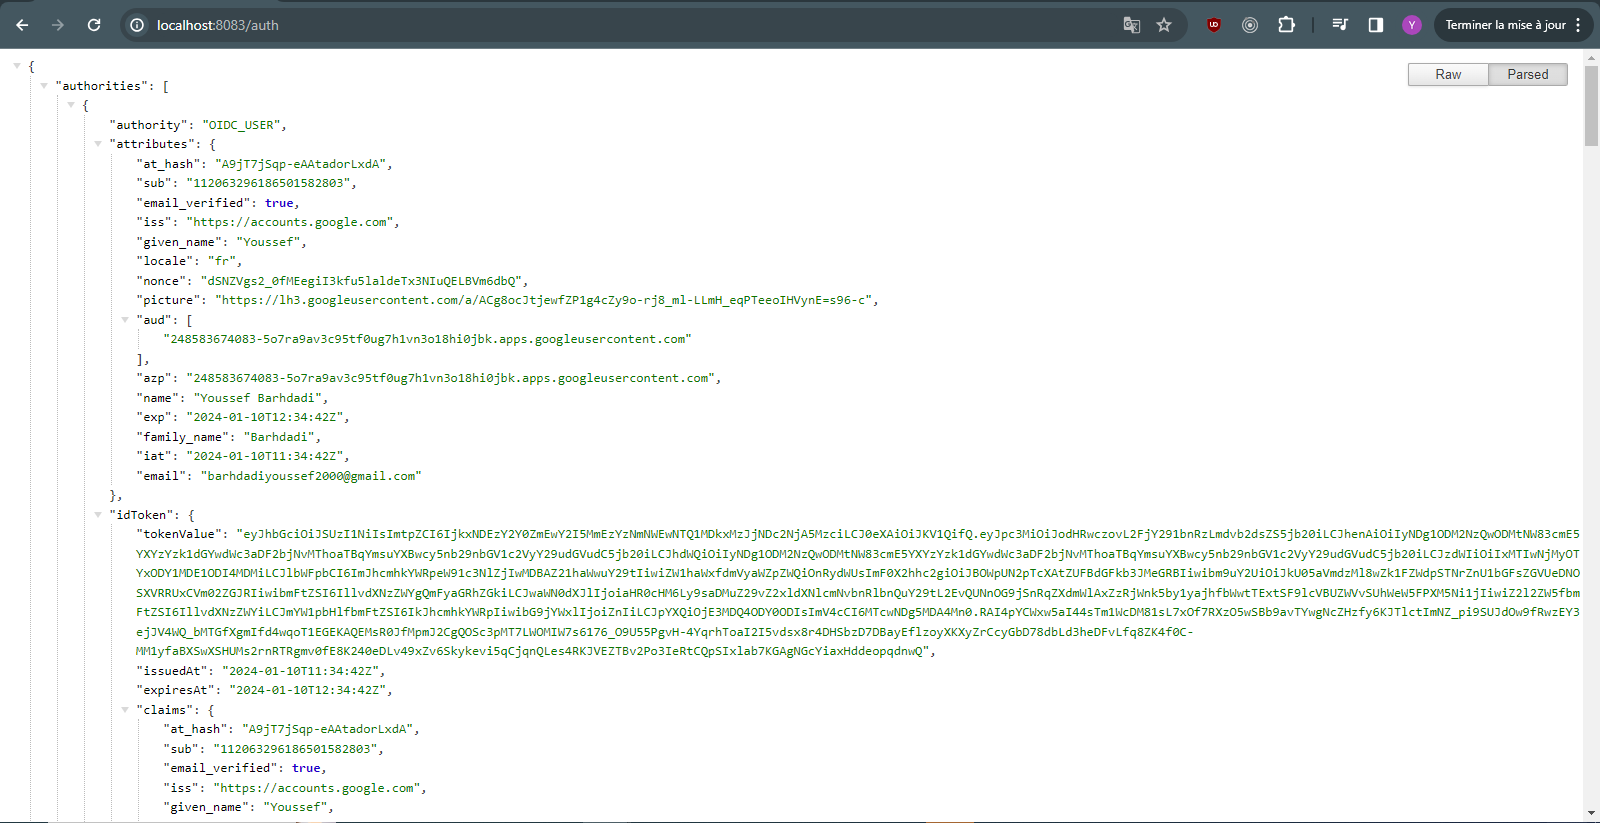 localhost:8083/auth
Terminer la mise à jour
Y
Raw
Parsed
{
"authorities": [
{
"authority": "OIDC_USER",
"attributes": {
"at_hash": "A9jT7jSqp-eAAtadorLxdA",
"sub": "112063296186501582803",
"email_verified": true,
"iss": "https://accounts.google.com",
"given_name": "Youssef",
"locale": "fr",
"nonce": "dSNZVgs2_0fMEegiI3kfu5laldeTx3NIuQELBVm6dbQ",
"picture": "https://lh3.googleusercontent.com/a/ACg8ocJtjewfZP1g4cZy9o-rj8_ml-LLmH_eqPTeeoIHVynE=s96-c",
"aud": [
"248583674083-5o7ra9av3c95tf0ug7h1vn3o18hi0jbk.apps.googleusercontent.com"
],
"azp": "248583674083-5o7ra9av3c95tf0ug7h1vn3o18hi0jbk.apps.googleusercontent.com",
"name": "Youssef Barhdadi",
"exp": "2024-01-10T12:34:42Z",
"family_name": "Barhdadi",
"iat": "2024-01-10T11:34:42Z",
"email": "barhdadiyoussef2000@gmail.com"
},
"idToken": {
"tokenValue":
"issuedAt": "2024-01-10T11:34:42Z",
"expiresAt": "2024-01-10T12:34:42Z",
"claims": {
"at_hash": "A9jT7jSqp-eAAtadorLxdA",
"sub": "112063296186501582803",
"email_verified": true,
"iss": "https://accounts.google.com",
"given_name": "Youssef",